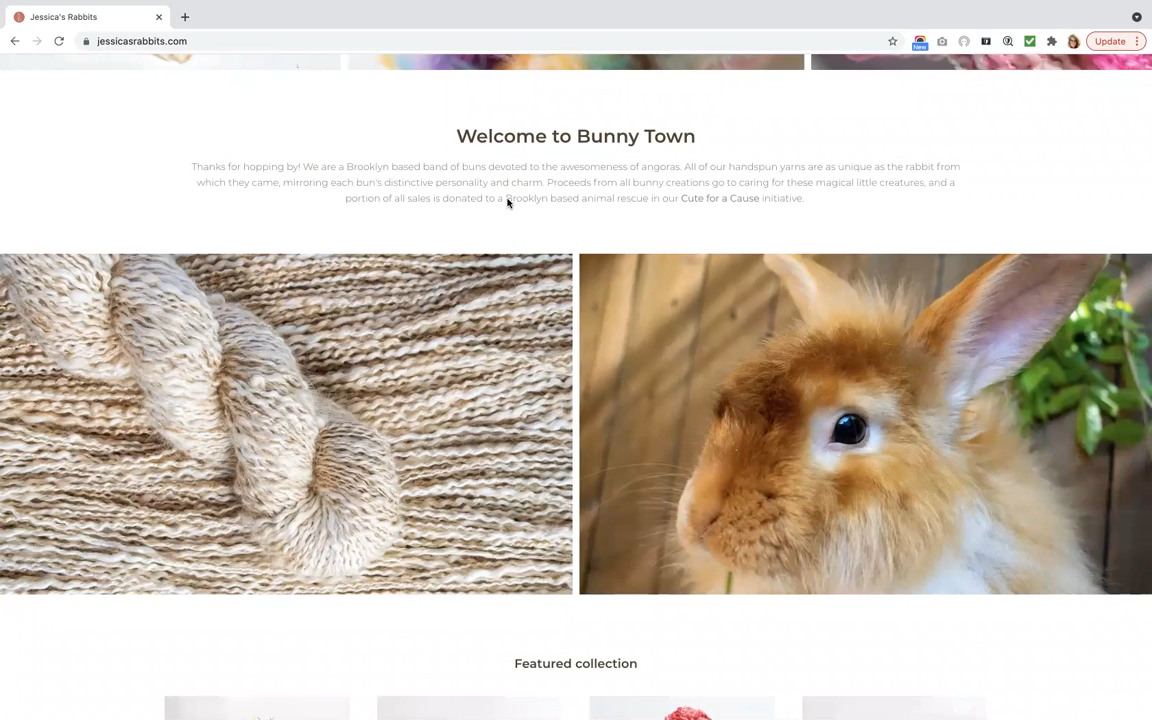 Jessica's Rabbits
jessicasrabbits.com
New
Update
Welcome to Bunny Town
Thanks for hopping by! We are a Brooklyn based band of buns devoted to the awesomeness of angoras. All of our handspun yarns are as unique as the rabbit from
which they came, mirroring each bun's distinctive personality and charm. Proceeds from all bunny creations go to caring for these magical little creatures, and a
portion of all sales is donated to a Brooklyn based animal rescue in our Cute for a Cause initiative.
Featured collection